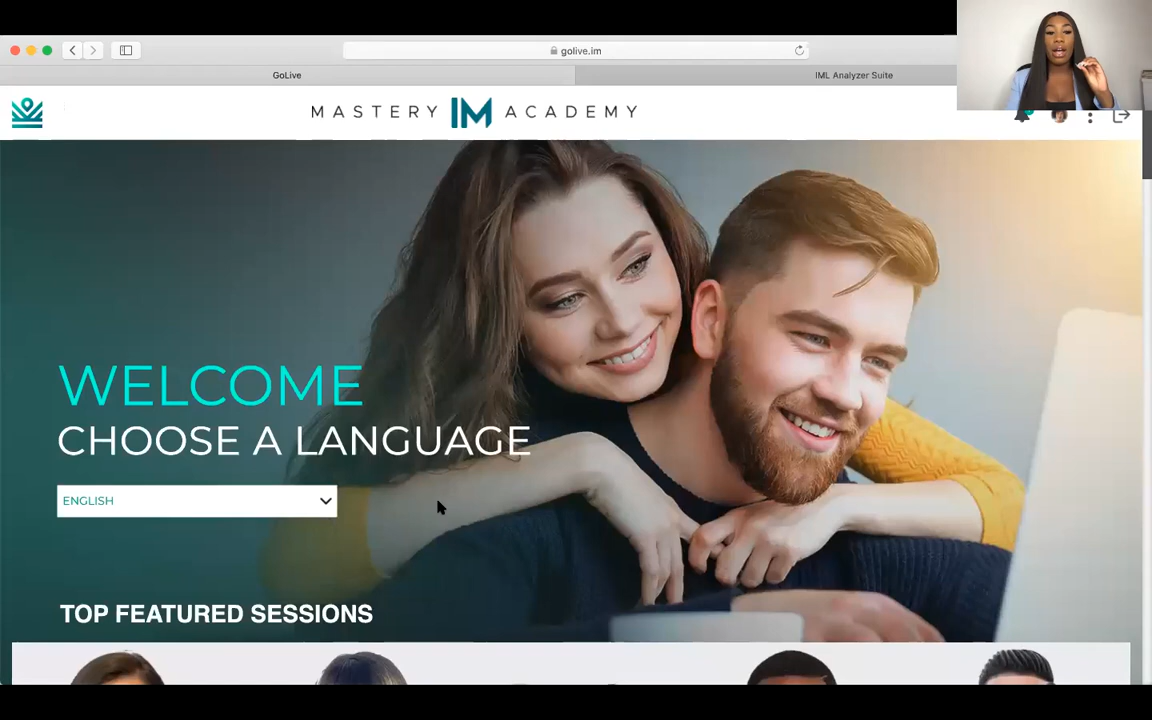 golive.im
GoLive
IML Analyzer Suite
MASTERY IM ACADEMY
WELCOME
CHOOSE A LANGUAGE
ENGLISH
TOP FEATURED SESSIONS